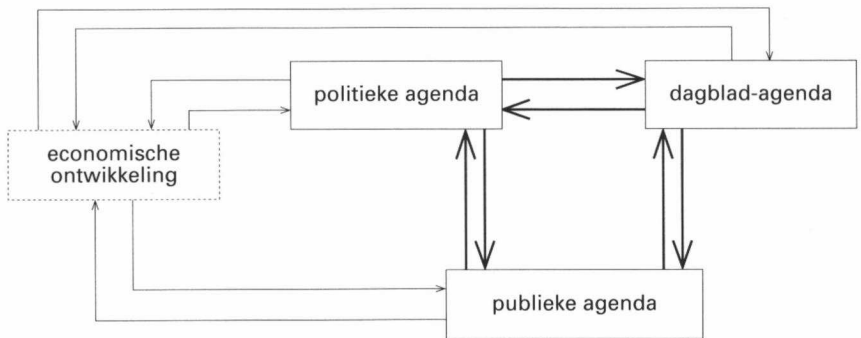 politieke agenda
dagblad-agenda
economische
ontwikkeling
publieke agenda